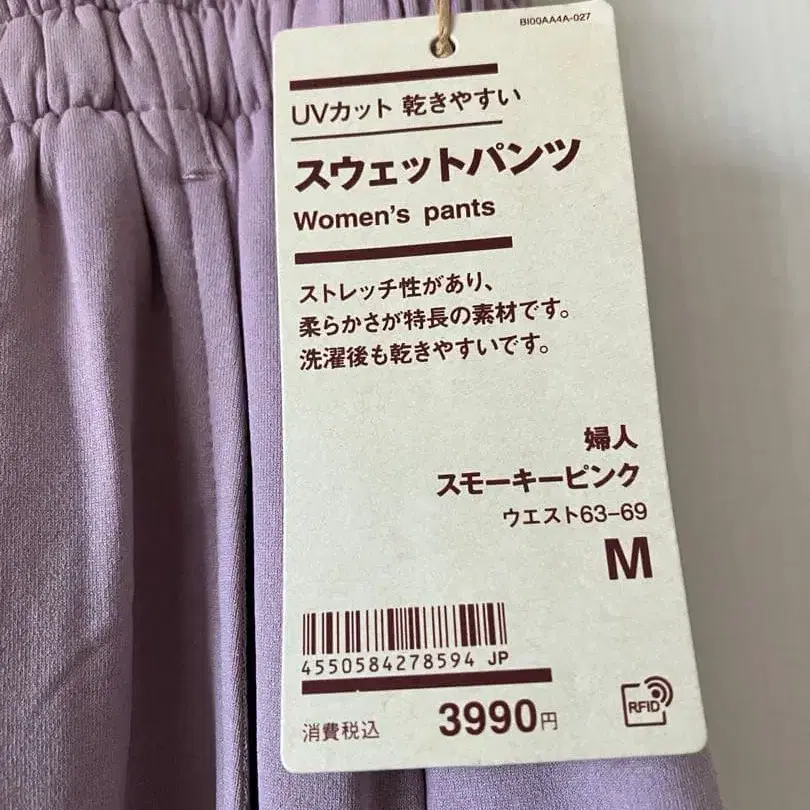 BI00AA4A-027
UVカット 乾きやすい
スウェットパンツ
Women's pants
ストレッチ性があり、
柔らかさが特長の素材です。
洗濯後も乾きやすいです。
婦人
スモーキーピンク
ウエスト63-69
M
4550584278594 JP
消費税込 3990円
RFID